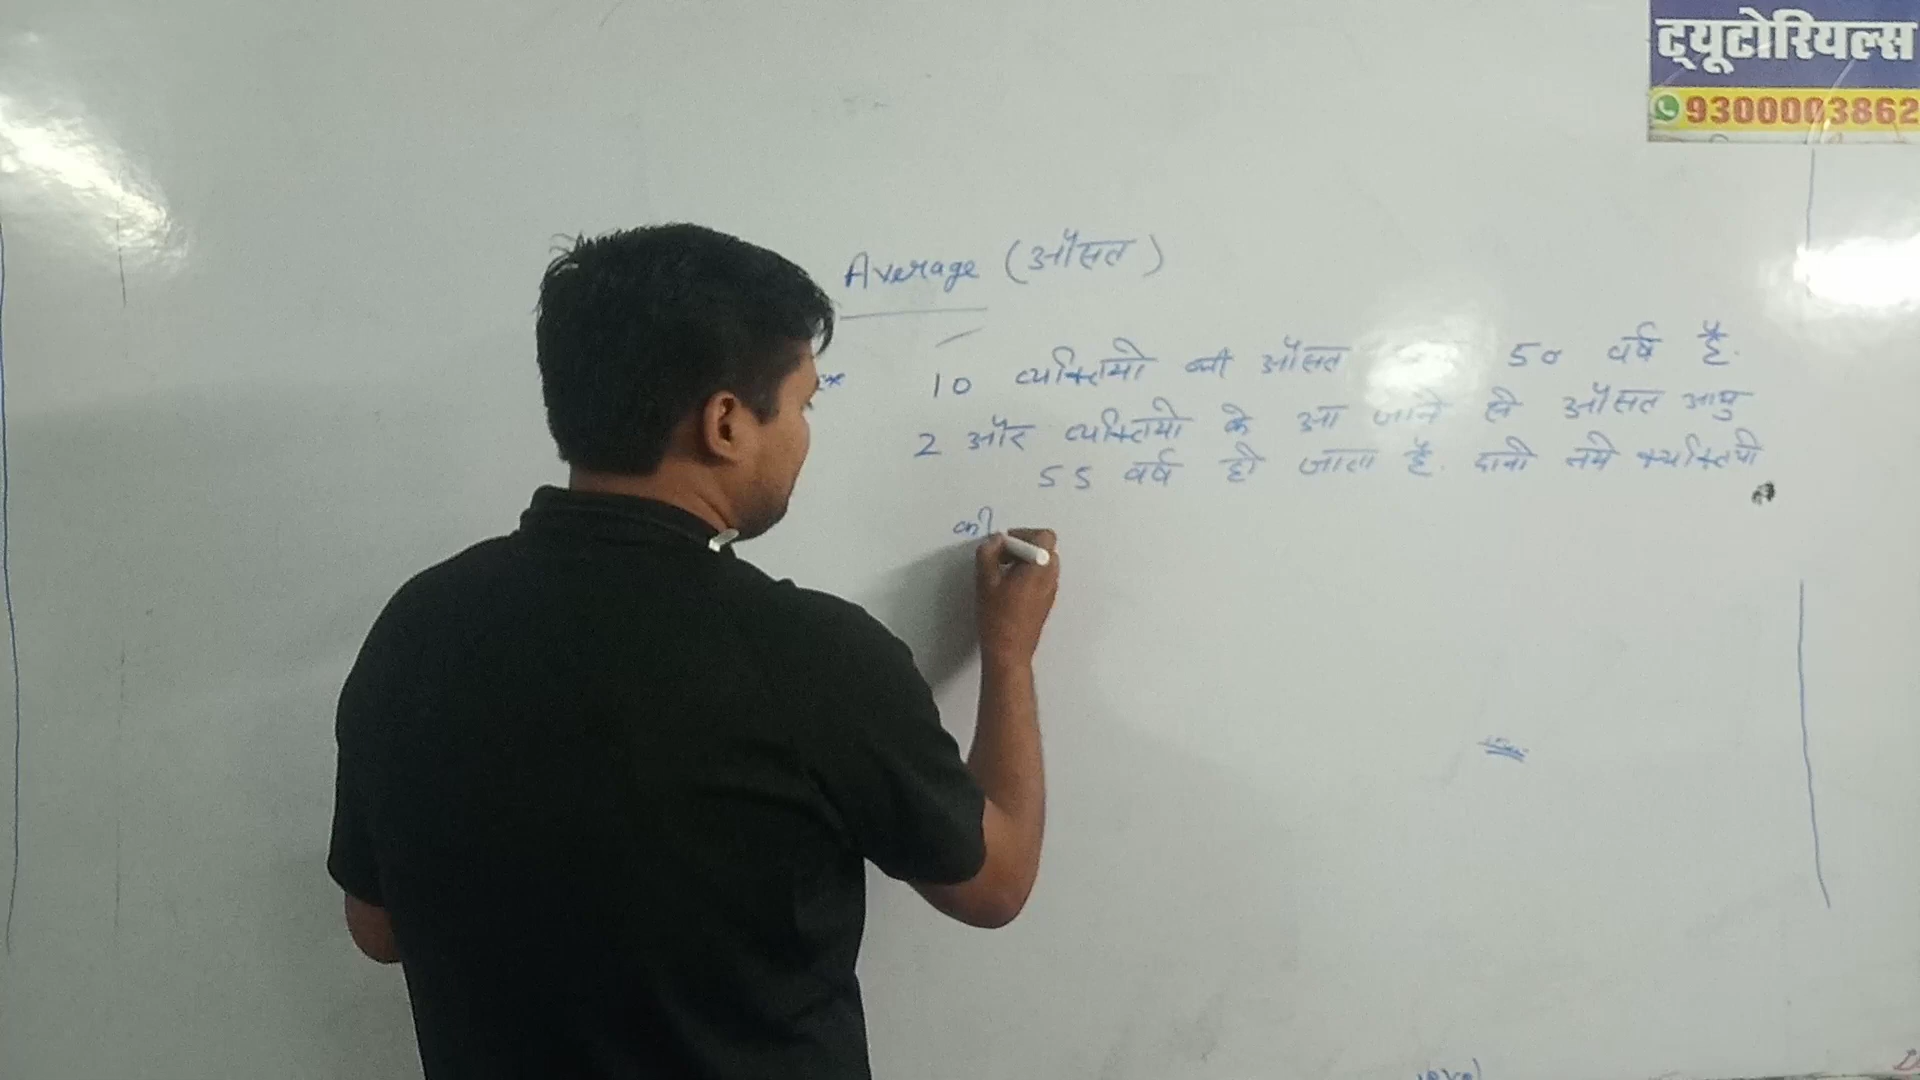 ट्यूटोरियल्स
9300003862
Average (औसत)
10 व्यक्तियो की औसत 50 वर्ष है.
2 और व्यक्तियो के आ जाने से औसत आयु
55 वर्ष हो जाता है. दोनो नये व्यक्तियो
की